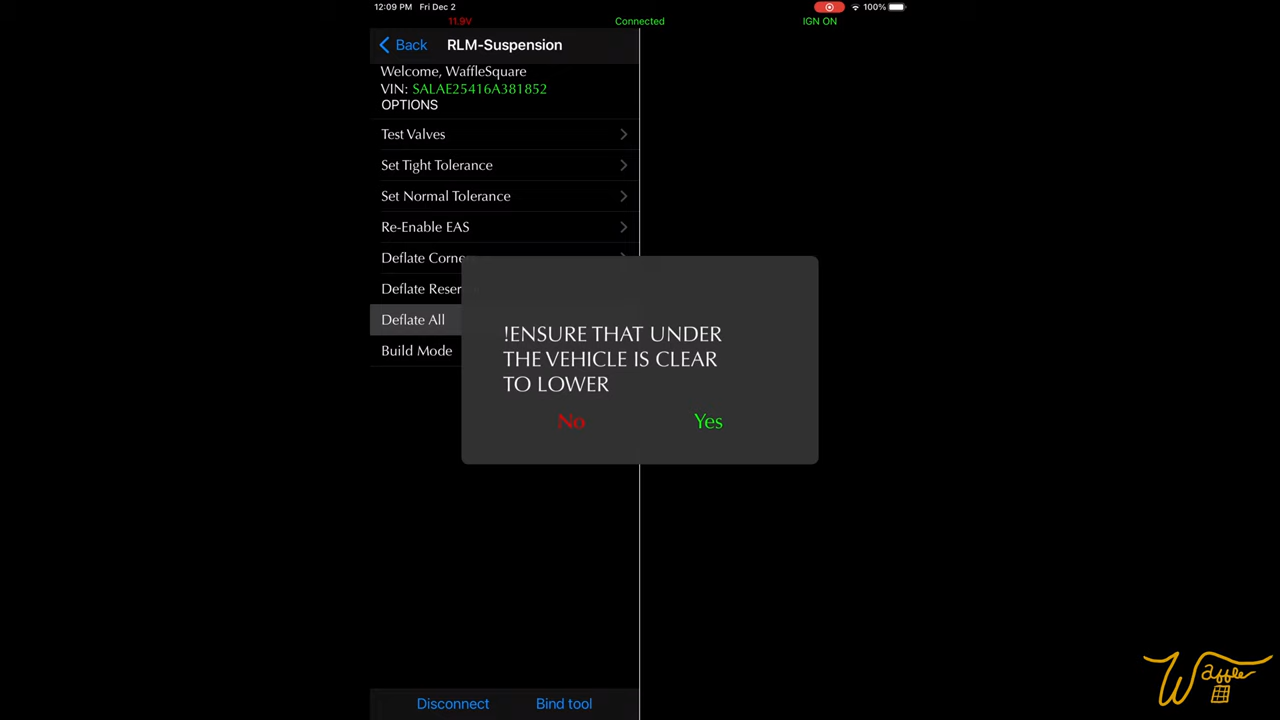 12:09 PM Fri Dec 2
100%
11.9V
Connected
IGN ON
Back
RLM-Suspension
Welcome, WaffleSquare
VIN: SALAE25416A381852
OPTIONS
Test Valves
Set Tight Tolerance
Set Normal Tolerance
Re-Enable EAS
Deflate Corne
Deflate Reser
Deflate All
Build Mode
!ENSURE THAT UNDER
THE VEHICLE IS CLEAR
TO LOWER
No
Yes
Disconnect
Bind tool
Waffle